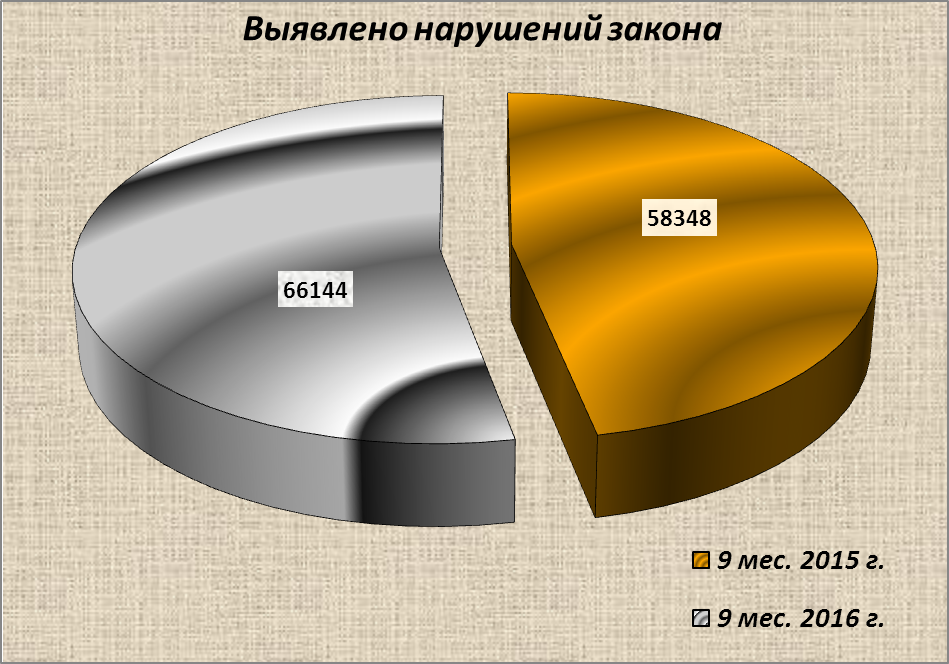 Выявлено нарушений закона
58348
66144
9 мес. 2015 г.
9 мес. 2016 г.